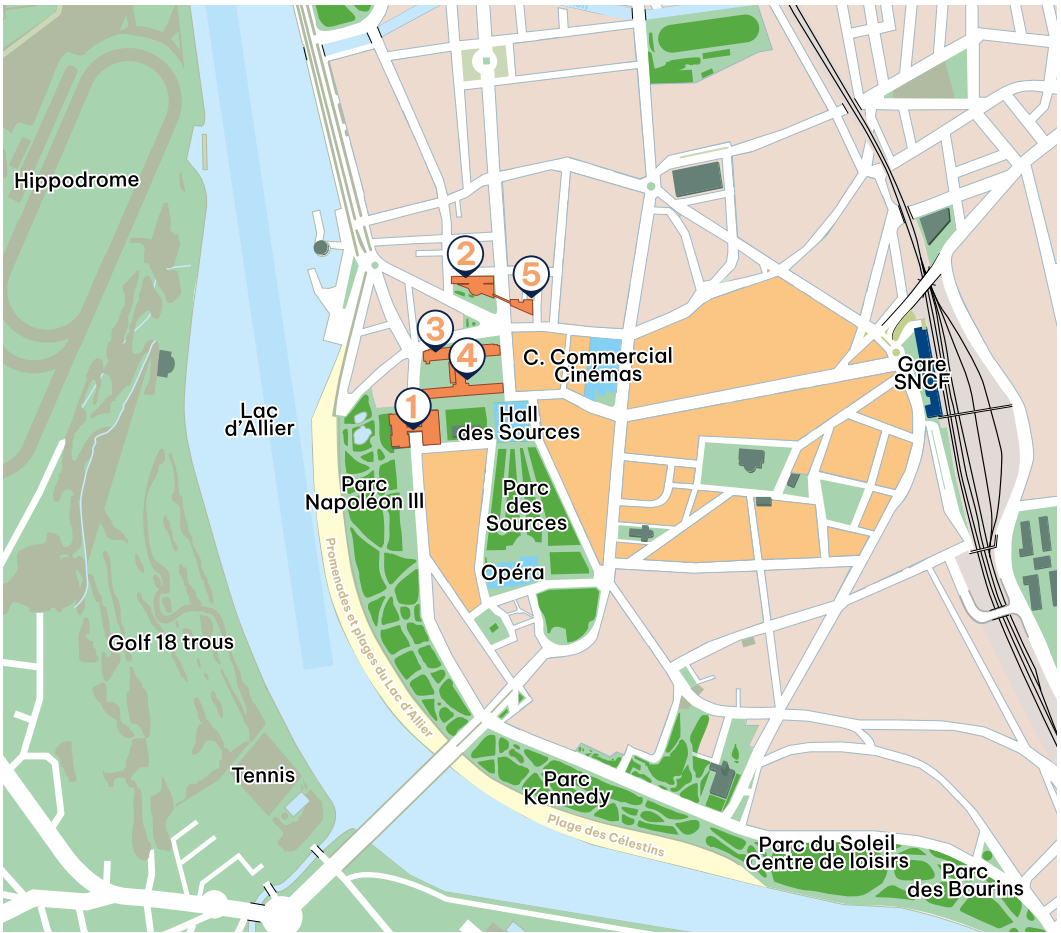 Hippodrome
2
5
3
4
C. Commercial
Cinémas
Gare
SNCF
1
Lac
d'Allier
Hall
des Sources
Parc
Napoléon III
Parc
des
Sources
Opéra
Promenades et plages du Lac d'Allier
Golf 18 trous
Tennis
Parc
Kennedy
Plage des Célestins
Parc du Soleil
Centre de loisirs
Parc
des Bourins